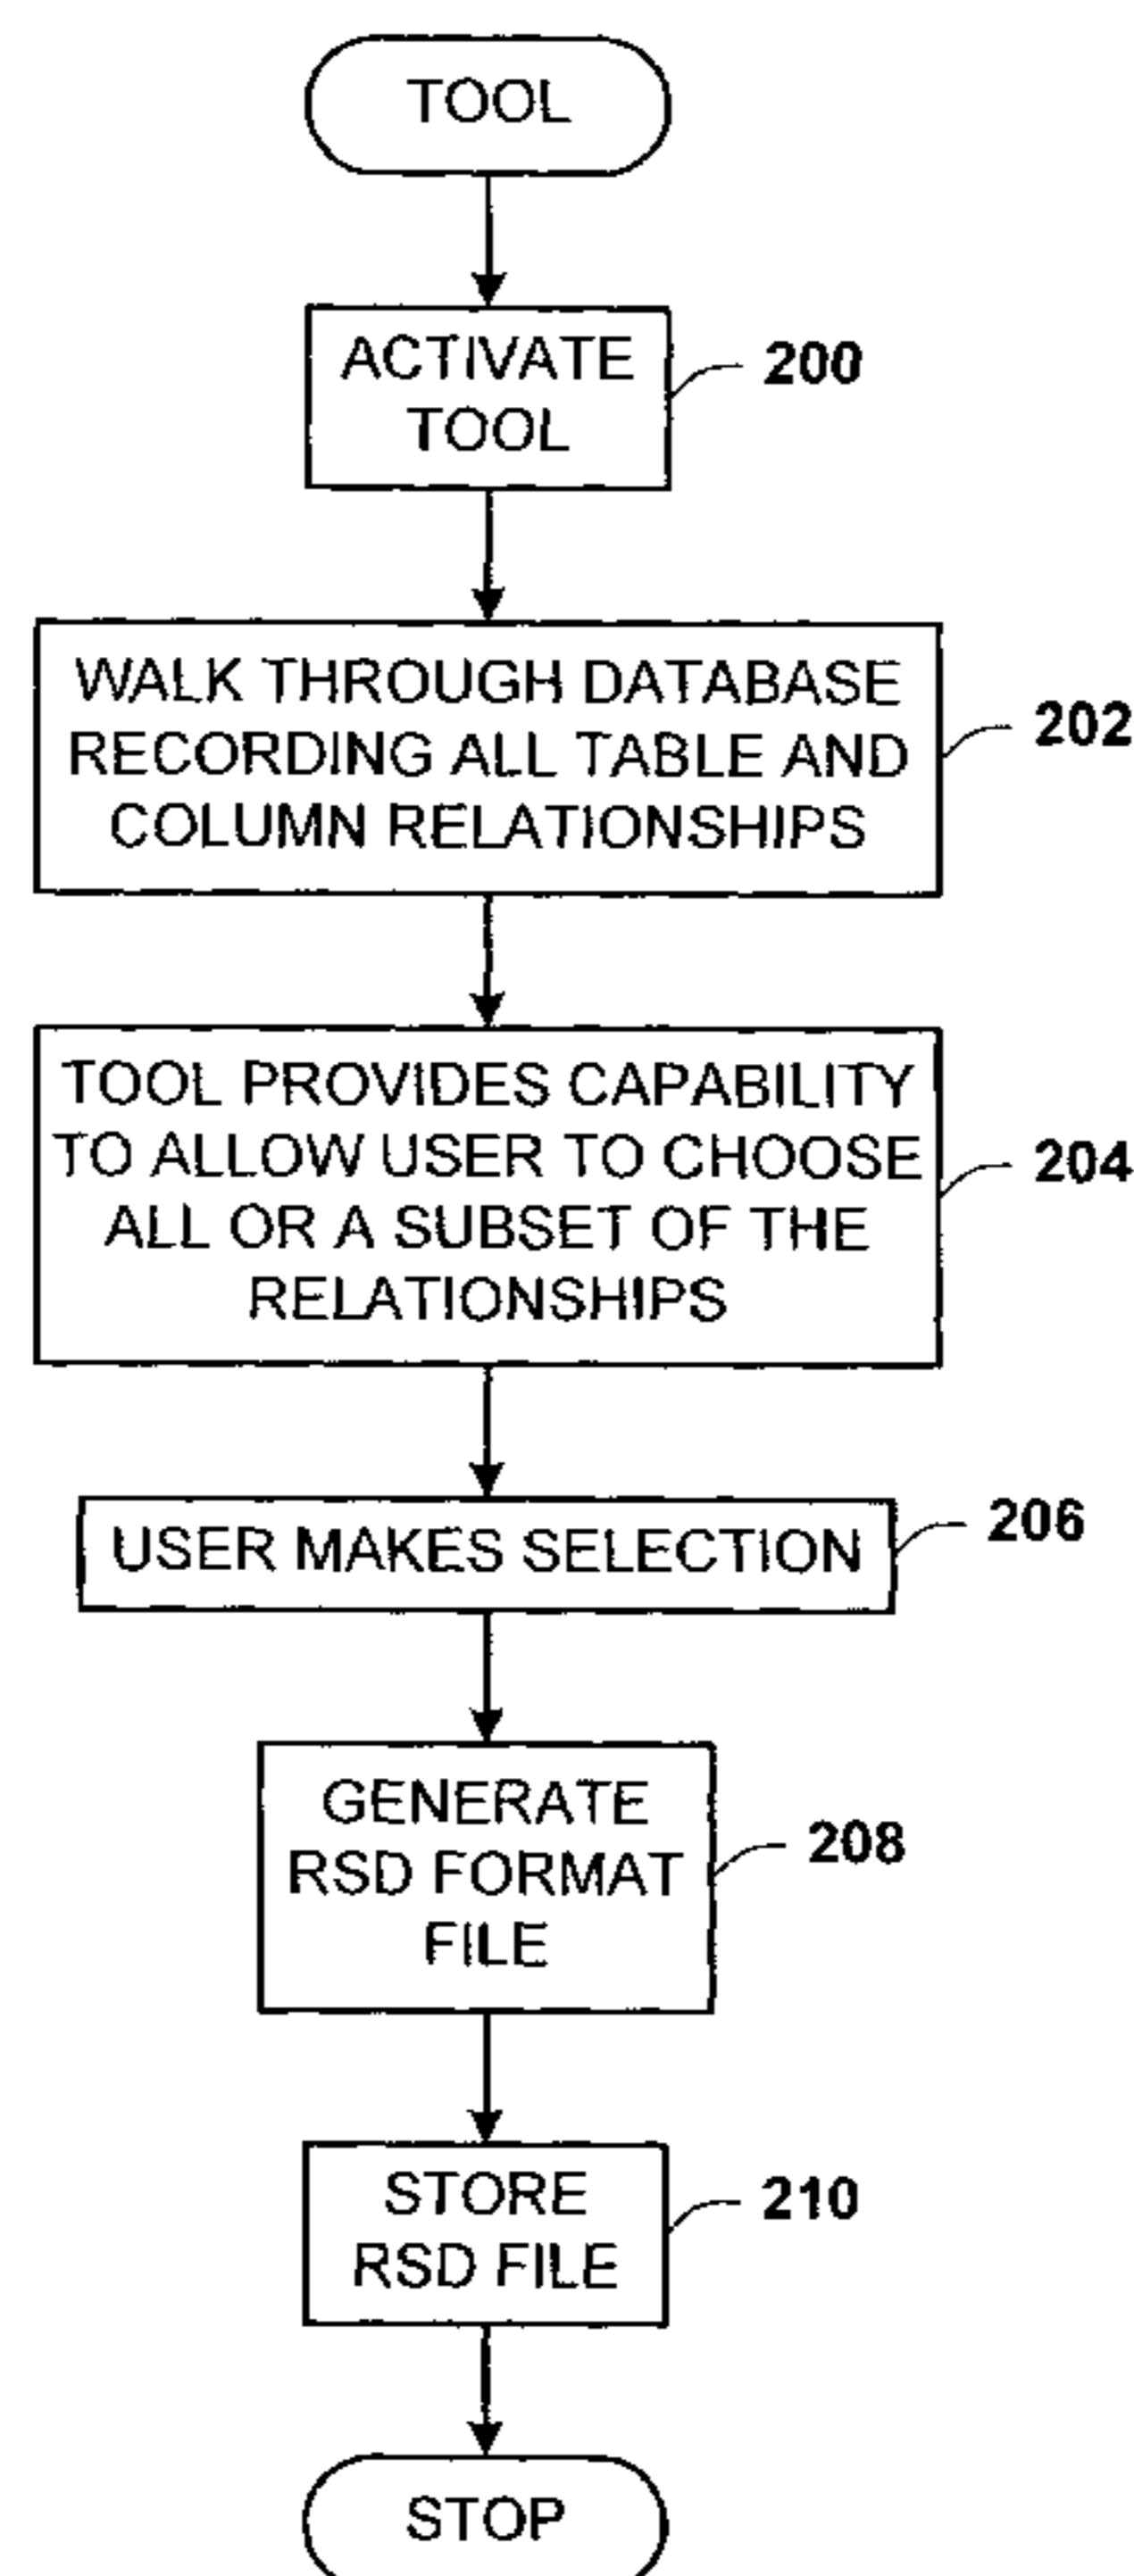 TOOL
ACTIVATE
TOOL
200
WALK THROUGH DATABASE
RECORDING ALL TABLE AND
COLUMN RELATIONSHIPS
202
TOOL PROVIDES CAPABILITY
TO ALLOW USER TO CHOOSE
ALL OR A SUBSET OF THE
RELATIONSHIPS
204
USER MAKES SELECTION
206
GENERATE
RSD FORMAT
FILE
208
STORE
RSD FILE
210
STOP